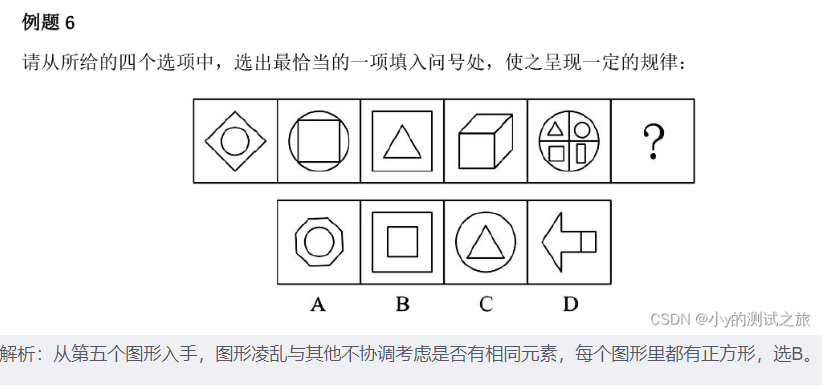 例题 6
请从所给的四个选项中，选出最恰当的一项填入问号处，使之呈现一定的规律：
?
A B C D
CSDN @小y的测试之旅
解析：从第五个图形入手，图形凌乱与其他不协调考虑是否有相同元素，每个图形里都有正方形，选B。